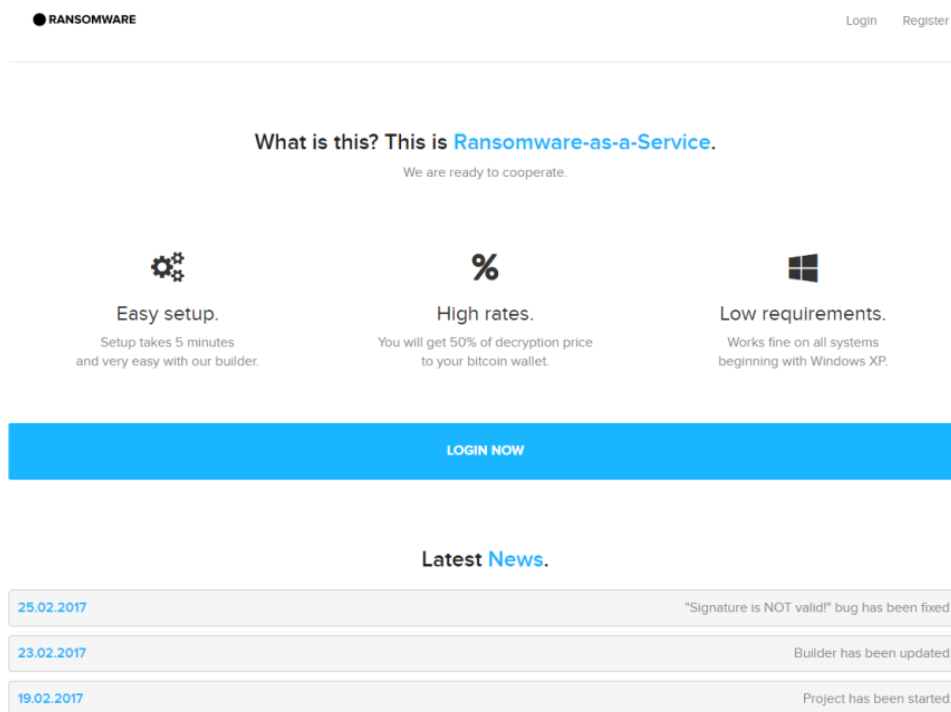 RANSOMWARE
Login Register
What is this? This is Ransomware-as-a-Service.
We are ready to cooperate.
Easy setup.
Setup takes 5 minutes
and very easy with our builder.
High rates.
You will get 50% of decryption price
to your bitcoin wallet.
Low requirements.
Works fine on all systems
beginning with Windows XP.
LOGIN NOW
Latest News.
25.02.2017 "Signature is NOT valid!" bug has been fixed
23.02.2017 Builder has been updated
19.02.2017 Project has been started